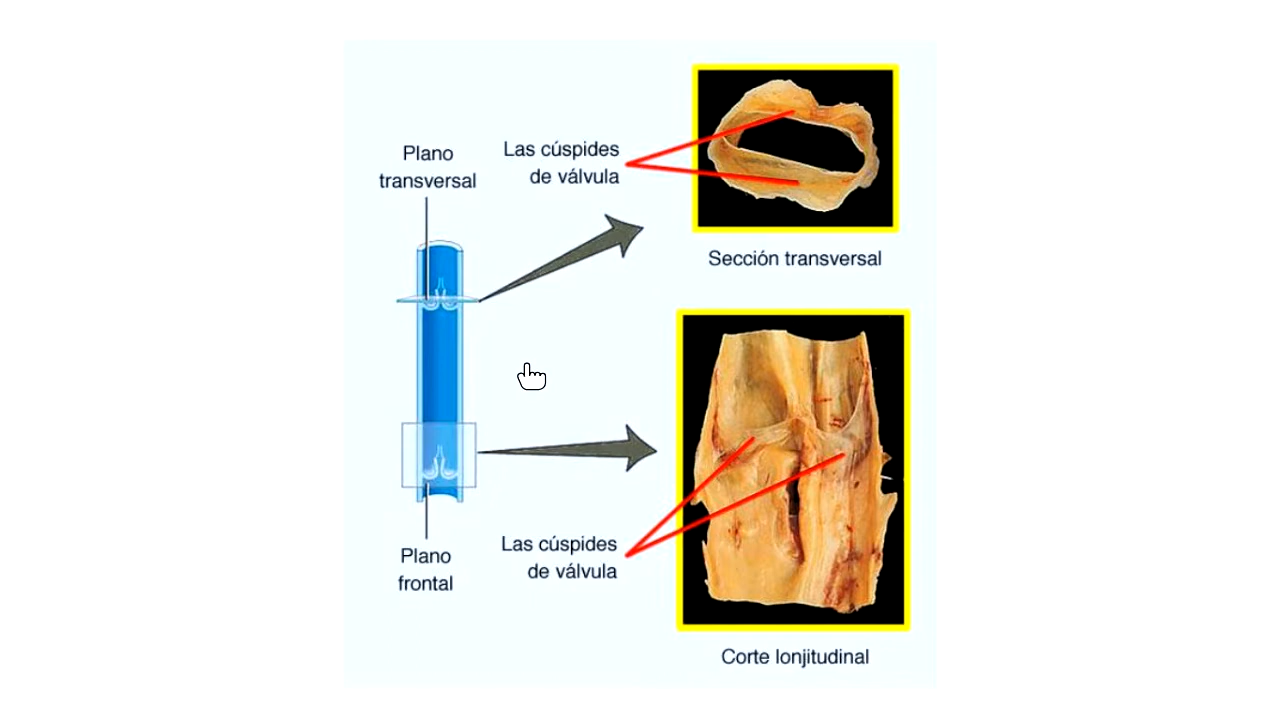 Plano
transversal
Las cúspides
de válvula
Sección transversal
Las cúspides
de válvula
Plano
frontal
Corte lonjitudinal